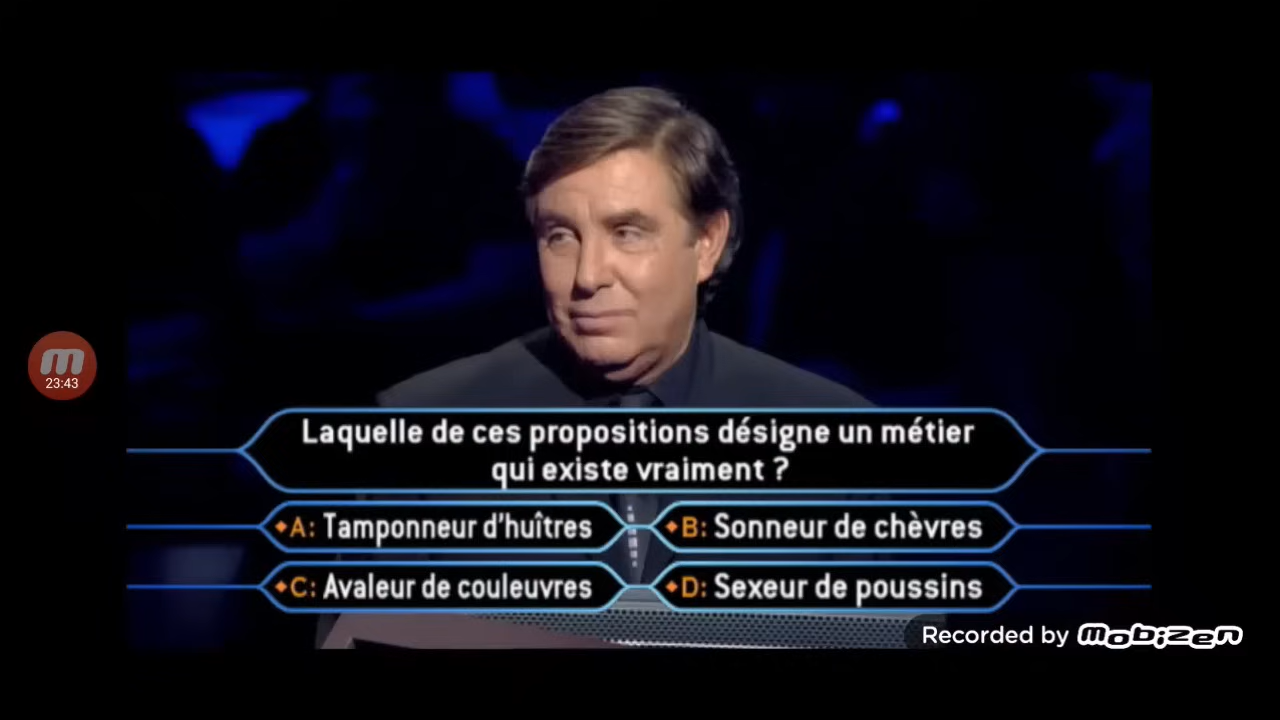 23:43
Laquelle de ces propositions désigne un métier
qui existe vraiment ?
A: Tamponneur d'huîtres
B: Sonneur de chèvres
C: Avaleur de couleuvres
D: Sexeur de poussins
Recorded by mobizen